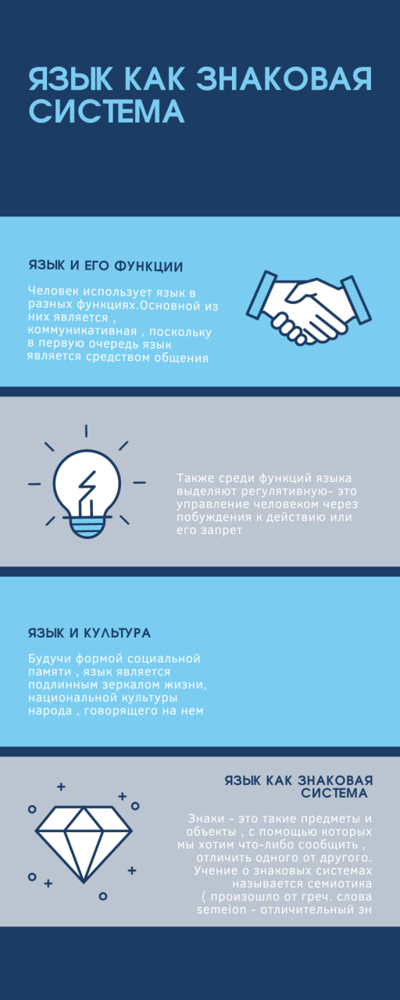 ЯЗЫК КАК ЗНАКОВАЯ
СИСТЕМА
ЯЗЫК И ЕГО ФУНКЦИИ
Человек использует язык в
разных функциях.Основной из
них является ,
коммуникативная , поскольку
в первую очередь язык
является средством общения
Также среди функций языка
выделяют регулятивную- это
управление человеком через
побуждения к действию или
его запрет
ЯЗЫК И КУЛЬТУРА
Будучи формой социальной
памяти , язык является
подлинным зеркалом жизни,
национальной культуры
народа , говорящего на нем
ЯЗЫК КАК ЗНАКОВАЯ
СИСТЕМА
Знаки - это такие предметы и
объекты , с помощью которых
мы хотим что-либо сообщить ,
отличить одного от другого.
Учение о знаковых системах
называется семиотика
( произошло от греч. слова
semeion - отличительный зн